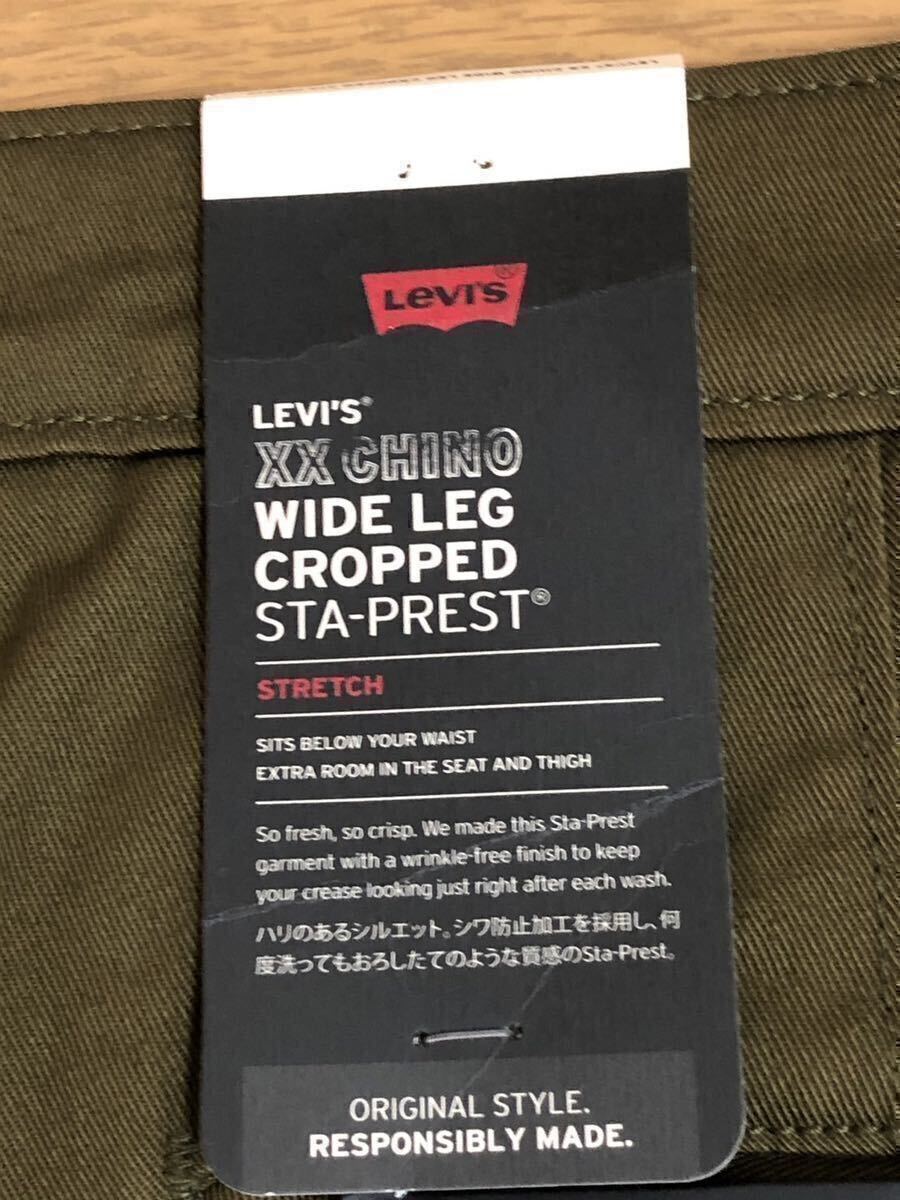 LEVI'S®
LEVI'S®
XX CHINO
WIDE LEG
CROPPED
STA-PREST®
STRETCH
SITS BELOW YOUR WAIST
EXTRA ROOM IN THE SEAT AND THIGH
So fresh, so crisp. We made this Sta-Prest
garment with a wrinkle-free finish to keep
your crease looking just right after each wash.
ハリのあるシルエット。シワ防止加工を採用し、何
度洗ってもおろしたてのような質感のSta-Prest。
ORIGINAL STYLE.
RESPONSIBLY MADE.